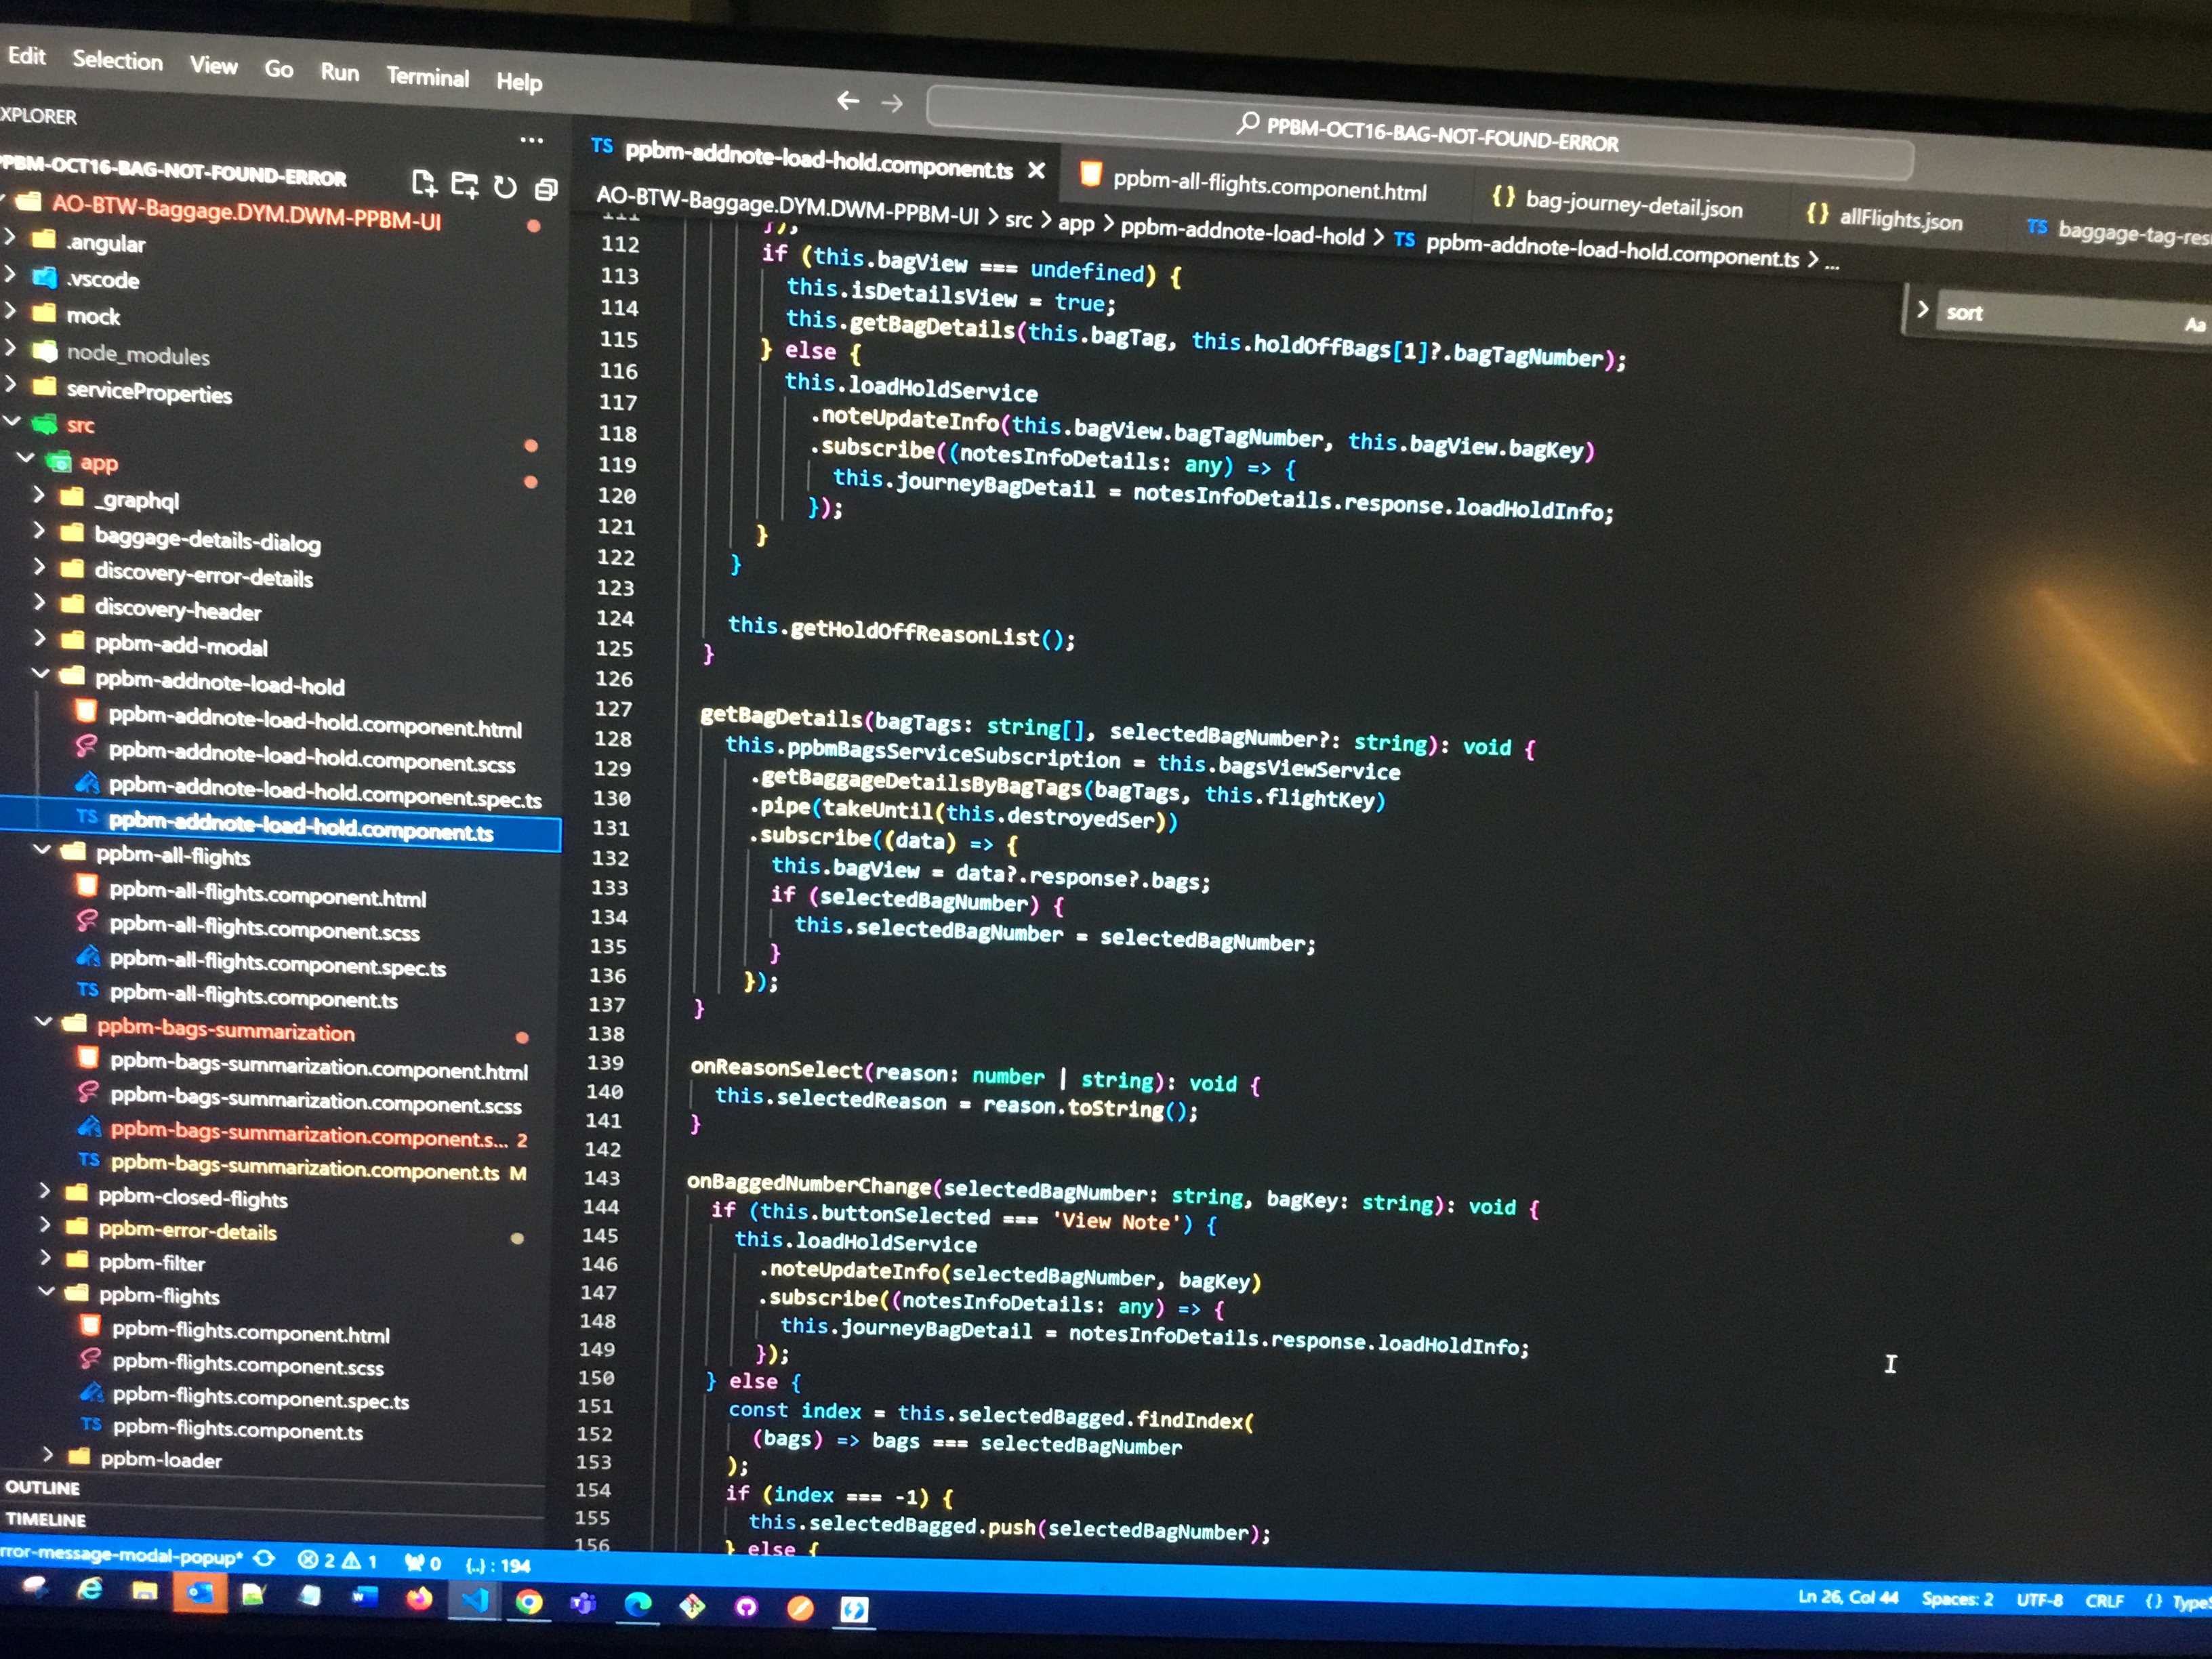 Edit Selection View Go Run Terminal Help
PPBM-OCT16-BAG-NOT-FOUND-ERROR
XPLORER
...
PPBM-OCT16-BAG-NOT-FOUND-ERROR
AO-BTW-Baggage.DYM.DWM-PPBM-UI
.angular
.vscode
mock
node_modules
serviceProperties
src
app
_graphql
baggage-details-dialog
discovery-error-details
discovery-header
ppbm-add-modal
ppbm-addnote-load-hold
ppbm-addnote-load-hold.component.html
ppbm-addnote-load-hold.component.scss
ppbm-addnote-load-hold.component.spec.ts
TS ppbm-addnote-load-hold.component.ts
ppbm-all-flights
ppbm-all-flights.component.html
ppbm-all-flights.component.scss
ppbm-all-flights.component.spec.ts
TS ppbm-all-flights.component.ts
ppbm-bags-summarization
ppbm-bags-summarization.component.html
ppbm-bags-summarization.component.scss
ppbm-bags-summarization.component.s... 2
TS ppbm-bags-summarization.component.ts M
ppbm-closed-flights
ppbm-error-details
ppbm-filter
ppbm-flights
ppbm-flights.component.html
ppbm-flights.component.scss
ppbm-flights.component.spec.ts
TS ppbm-flights.component.ts
ppbm-loader
OUTLINE
TIMELINE
TS ppbm-addnote-load-hold.component.ts × ppbm-all-flights.component.html {} bag-journey-detail.json {} allFlights.json TS baggage-tag-res
AO-BTW-Baggage.DYM.DWM-PPBM-UI > src > app > ppbm-addnote-load-hold > TS ppbm-addnote-load-hold.component.ts > ...
sort Aa
111 });
112 if (this.bagView === undefined) {
113 this.isDetailsView = true;
114 this.getBagDetails(this.bagTag, this.holdOffBags[1]?.bagTagNumber);
115 } else {
116 this.loadHoldService
117 .noteUpdateInfo(this.bagView.bagTagNumber, this.bagView.bagKey)
118 .subscribe((notesInfoDetails: any) => {
119 this.journeyBagDetail = notesInfoDetails.response.loadHoldInfo;
120 });
121 }
122 }
123
124 this.getHoldOffReasonList();
125 }
126
127 getBagDetails(bagTags: string[], selectedBagNumber?: string): void {
128 this.ppbmBagsServiceSubscription = this.bagsViewService
129 .getBaggageDetailsByBagTags(bagTags, this.flightKey)
130 .pipe(takeUntil(this.destroyedSer))
131 .subscribe((data) => {
132 this.bagView = data?.response?.bags;
133 if (selectedBagNumber) {
134 this.selectedBagNumber = selectedBagNumber;
135 }
136 });
137 }
138
139 onReasonSelect(reason: number | string): void {
140 this.selectedReason = reason.toString();
141 }
142
143 onBaggedNumberChange(selectedBagNumber: string, bagKey: string): void {
144 if (this.buttonSelected === 'View Note') {
145 this.loadHoldService
146 .noteUpdateInfo(selectedBagNumber, bagKey)
147 .subscribe((notesInfoDetails: any) => {
148 this.journeyBagDetail = notesInfoDetails.response.loadHoldInfo;
149 });
150 } else {
151 const index = this.selectedBagged.findIndex(
152 (bags) => bags === selectedBagNumber
153 );
154 if (index === -1) {
155 this.selectedBagged.push(selectedBagNumber);
156 } else {
rror-message-modal-popup* 2 1 0 {..} : 194
Ln 26, Col 44 Spaces: 2 UTF-8 CRLF {} TypeS